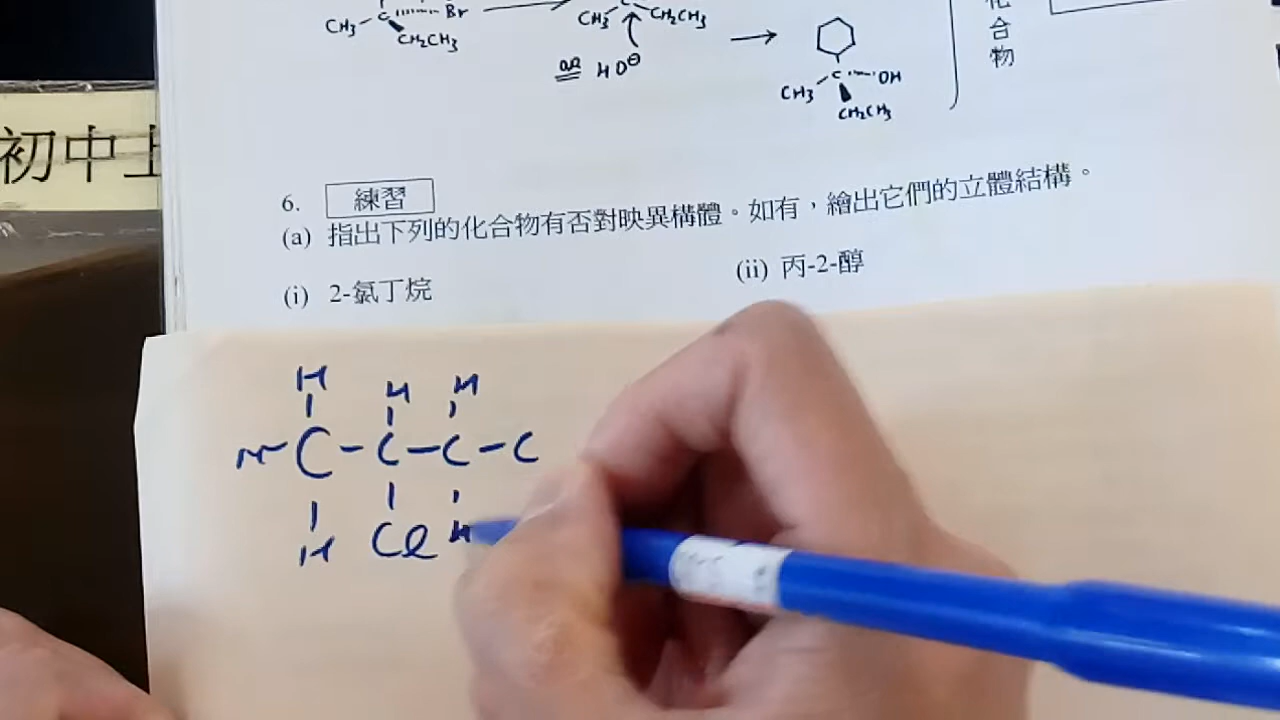 CH₃ C Br
CH₂CH₃
CH₃ CH₂CH₃
aq HO⊖
CH₃ C OH
CH₂CH₃
合
物
初中上
6. 練習
(a) 指出下列的化合物有否對映異構體。如有，繪出它們的立體結構。
(i) 2-氯丁烷
(ii) 丙-2-醇
H H H
H-C-C-C-C
H Cl H